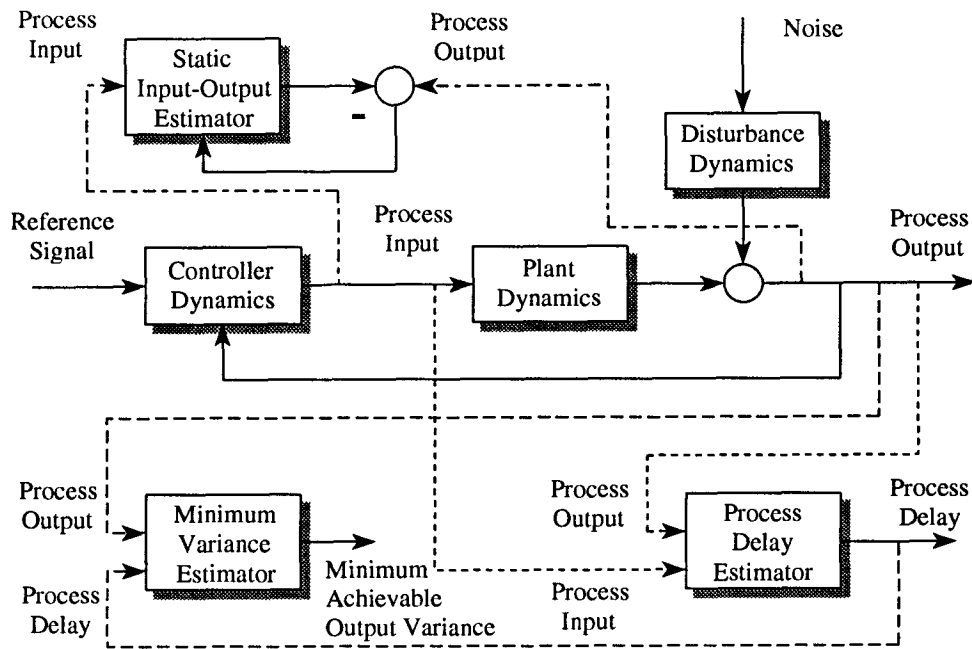 Process
Input
Static
Input-Output
Estimator
Process
Output
-
Noise
Disturbance
Dynamics
Reference
Signal
Controller
Dynamics
Process
Input
Plant
Dynamics
Process
Output
Process
Output
Minimum
Variance
Estimator
Process
Delay
Minimum
Achievable
Output Variance
Process
Output
Process
Delay
Estimator
Process
Input
Process
Delay